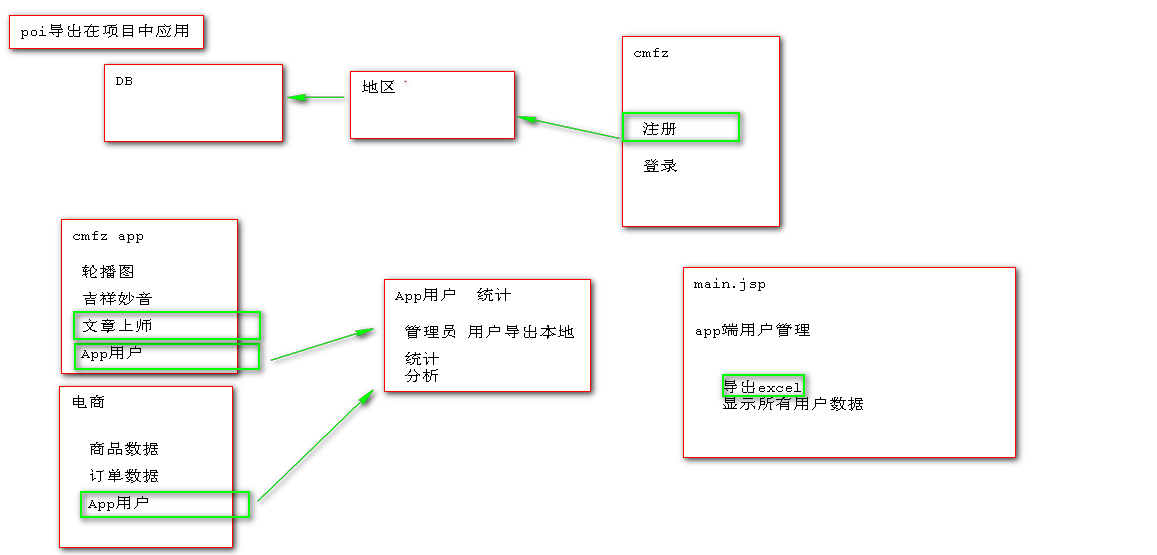 poi导出在项目中应用
DB
地区
cmfz
注册
登录
cmfz app
轮播图
吉祥妙音
文章上师
App用户
电商
商品数据
订单数据
App用户
App用户 统计
管理员 用户导出本地
统计
分析
main.jsp
app端用户管理
导出excel
显示所有用户数据